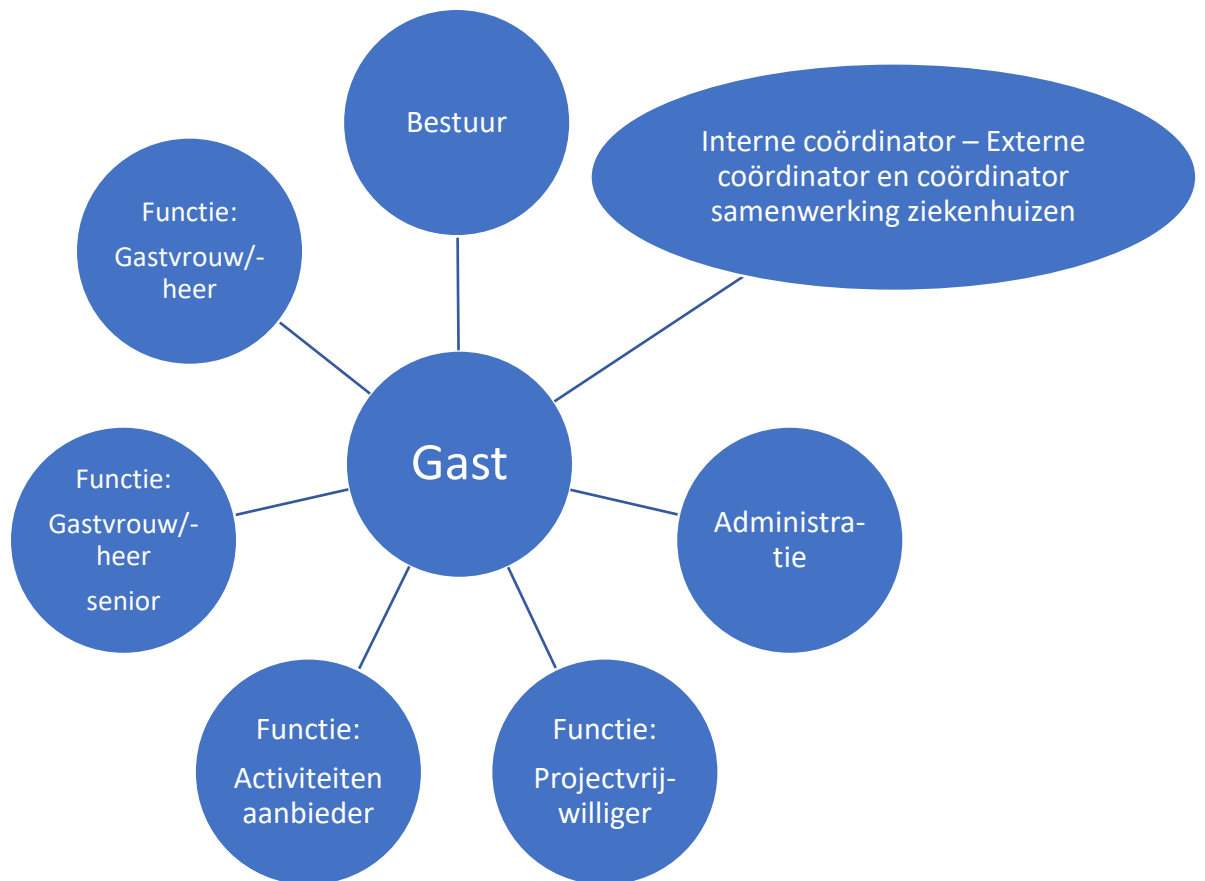 Bestuur
Interne coördinator – Externe
coördinator en coördinator
samenwerking ziekenhuizen
Functie:
Gastvrouw/-
heer
Gast
Functie:
Gastvrouw/-
heer
senior
Administra-
tie
Functie:
Activiteiten
aanbieder
Functie:
Projectvrij-
williger